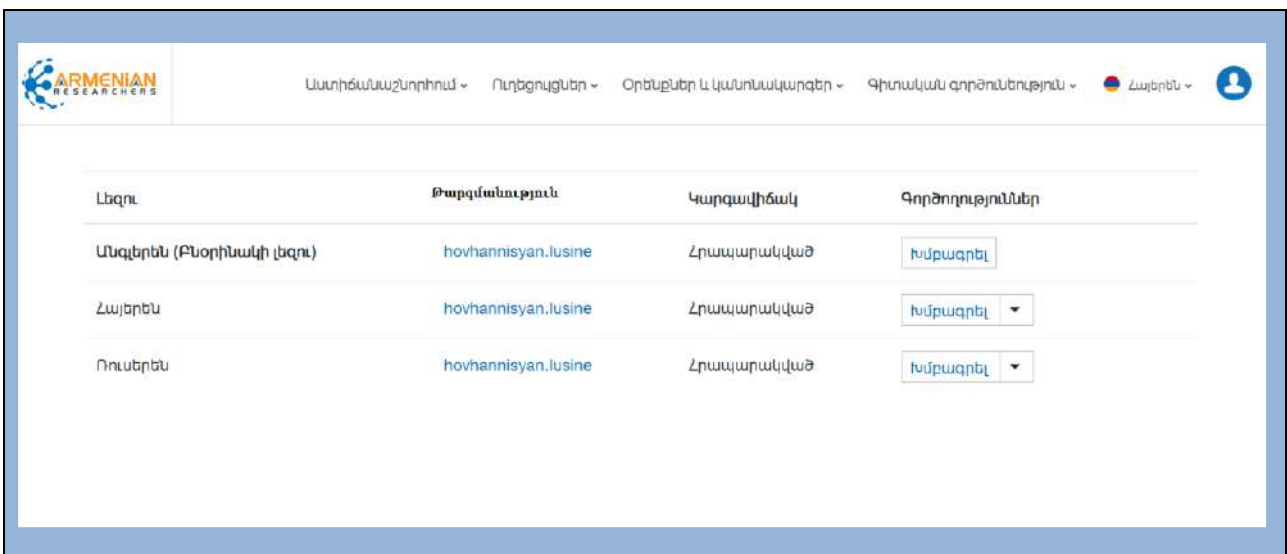 ARMENIAN
RESEARCHERS
Աստիճանաշնորհում Ուղեցույցներ Օրենքներ և կանոնակարգեր Գիտական գործունեություն Հայերեն
Լեզու Թարգմանություն Կարգավիճակ Գործողություններ
Անգլերեն (Բնօրինակի լեզու) hovhannisyan.lusine Հրապարակված Խմբագրել
Հայերեն hovhannisyan.lusine Հրապարակված Խմբագրել
Ռուսերեն hovhannisyan.lusine Հրապարակված Խմբագրել